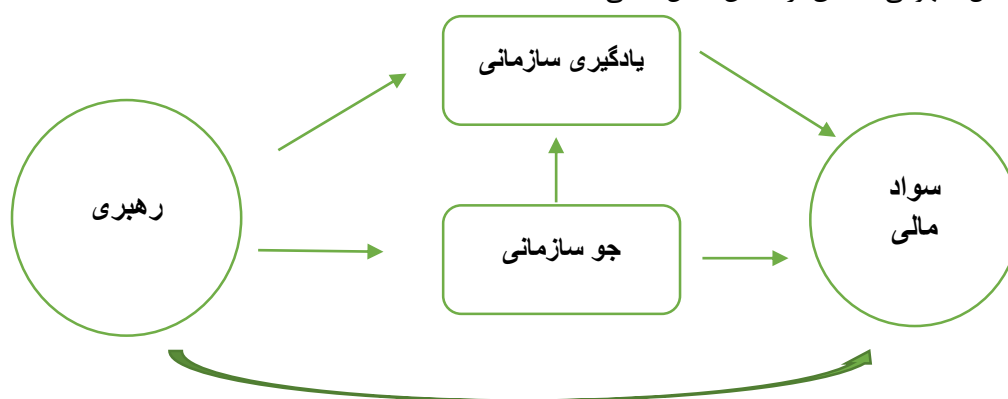 یادگیری سازمانی
رهبری
سواد
مالی
جو سازمانی